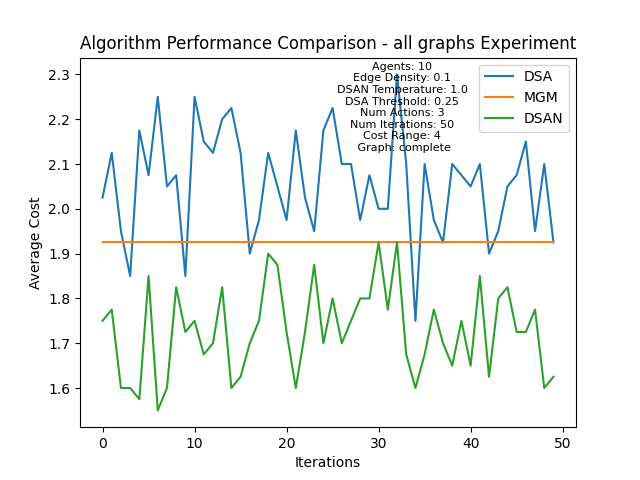 Algorithm Performance Comparison - all graphs Experiment
Agents: 10
Edge Density: 0.1
DSAN Temperature: 1.0
DSA Threshold: 0.25
Num Actions: 3
Num Iterations: 50
Cost Range: 4
Graph: complete
DSA
MGM
DSAN
Average Cost
2.3
2.2
2.1
2.0
1.9
1.8
1.7
1.6
0 10 20 30 40 50
Iterations